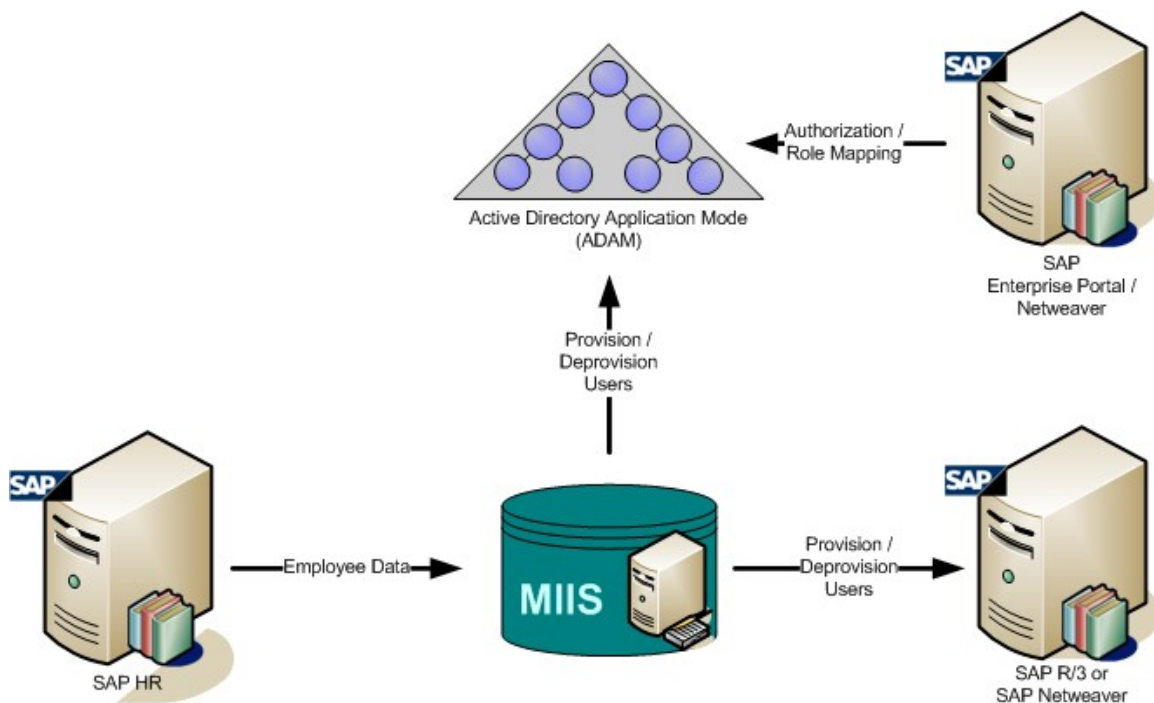 SAP
Authorization /
Role Mapping
Active Directory Application Mode
(ADAM)
SAP
Enterprise Portal /
Netweaver
Provision /
Deprovision
Users
SAP
Employee Data
MIIS
Provision /
Deprovision
Users
SAP
SAP HR
SAP R/3 or
SAP Netweaver